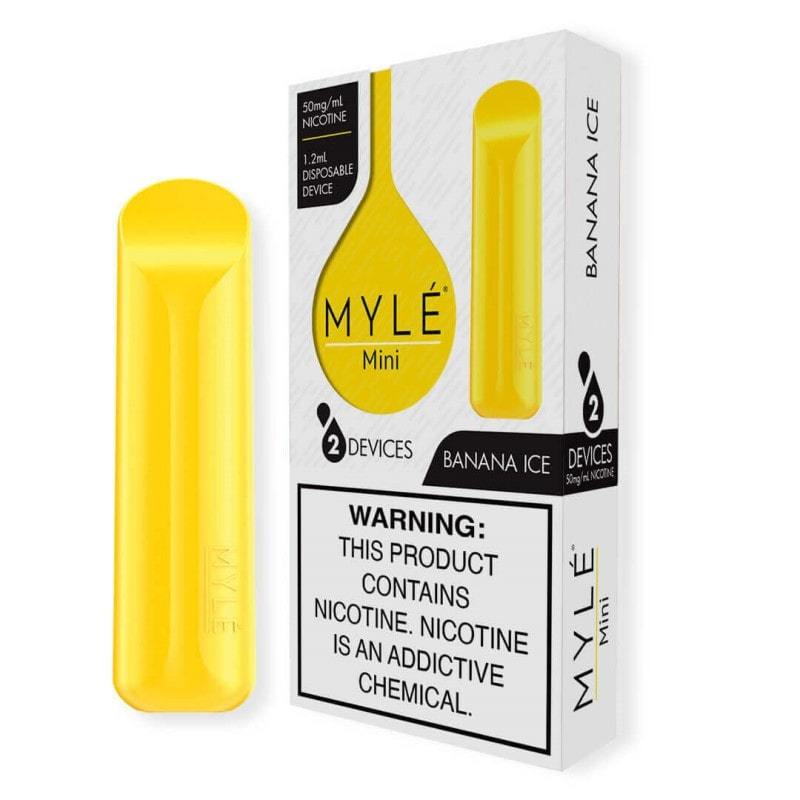 MYLÉ
50mg/mL
NICOTINE
1.2mL
DISPOSABLE
DEVICE
MYLÉ®
Mini
MYLÉ
2 DEVICES
BANANA ICE
WARNING:
THIS PRODUCT
CONTAINS
NICOTINE. NICOTINE
IS AN ADDICTIVE
CHEMICAL.
BANANA ICE
2
DEVICES
50mg/mL NICOTINE
MYLÉ®
Mini